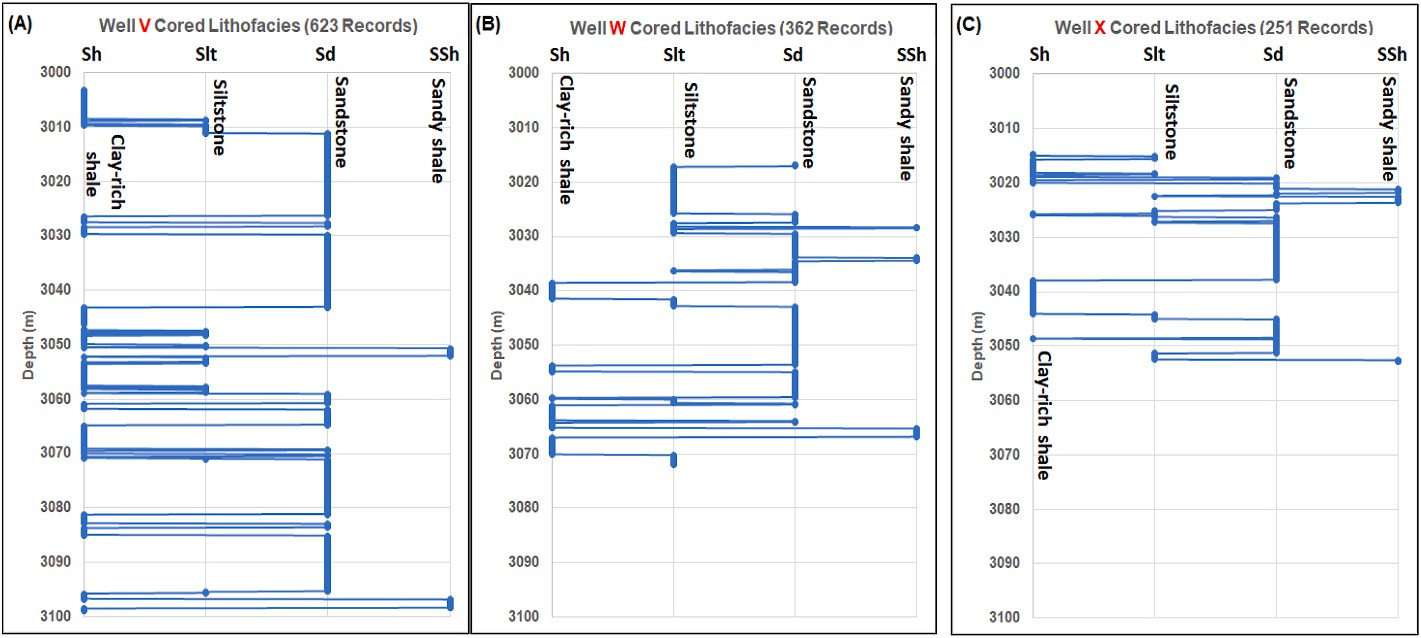 (A) Well V Cored Lithofacies (623 Records)
Sh Slt Sd SSh
3000
3010
3020
3030
3040
3050
3060
3070
3080
3090
3100
Depth (m)
Clay-rich
shale
Siltstone
Sandstone
Sandy shale
(B) Well W Cored Lithofacies (362 Records)
Sh Slt Sd SSh
3000
3010
3020
3030
3040
3050
3060
3070
3080
3090
3100
Depth (m)
Clay-rich shale
Siltstone
Sandstone
Sandy shale
(C) Well X Cored Lithofacies (251 Records)
Sh Slt Sd SSh
3000
3010
3020
3030
3040
3050
3060
3070
3080
3090
3100
Depth (m)
Clay-rich shale
Siltstone
Sandstone
Sandy shale